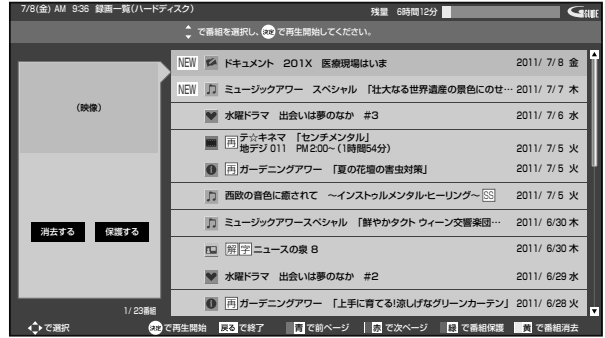 7/8(金) AM 9:36 録画一覧(ハードディスク) 残量 6時間12分 G GUIDE
で番組を選択し、決定で再生開始してください。
NEW ドキュメント 201X 医療現場はいま 2011/ 7/8 金
NEW ミュージックアワー スペシャル 「壮大なる世界遺産の景色にのせ… 2011/ 7/7 木
(映像)
水曜ドラマ 出会いは夢のなか #3 2011/ 7/6 水
再 テ☆キネマ 「センチメンタル」
地デジ 011 PM 2:00~(1時間54分) 2011/ 7/5 火
再 ガーデニングアワー 「夏の花壇の害虫対策」 2011/ 7/5 火
西欧の音色に癒されて ~インストゥルメンタル・ヒーリング~ SS 2011/ 7/5 火
ミュージックアワースペシャル 「鮮やかタクト ウィーン交響楽団… 2011/ 6/30 木
消去する 保護する
解 字 ニュースの泉 8 2011/ 6/30 木
水曜ドラマ 出会いは夢のなか #2 2011/ 6/29 水
再 ガーデニングアワー 「上手に育てる!涼しげなグリーンカーテン」 2011/ 6/28 火
1/ 23番組
で選択 決定で再生開始 戻るで終了 青で前ページ 赤で次ページ 緑で番組保護 黄で番組消去